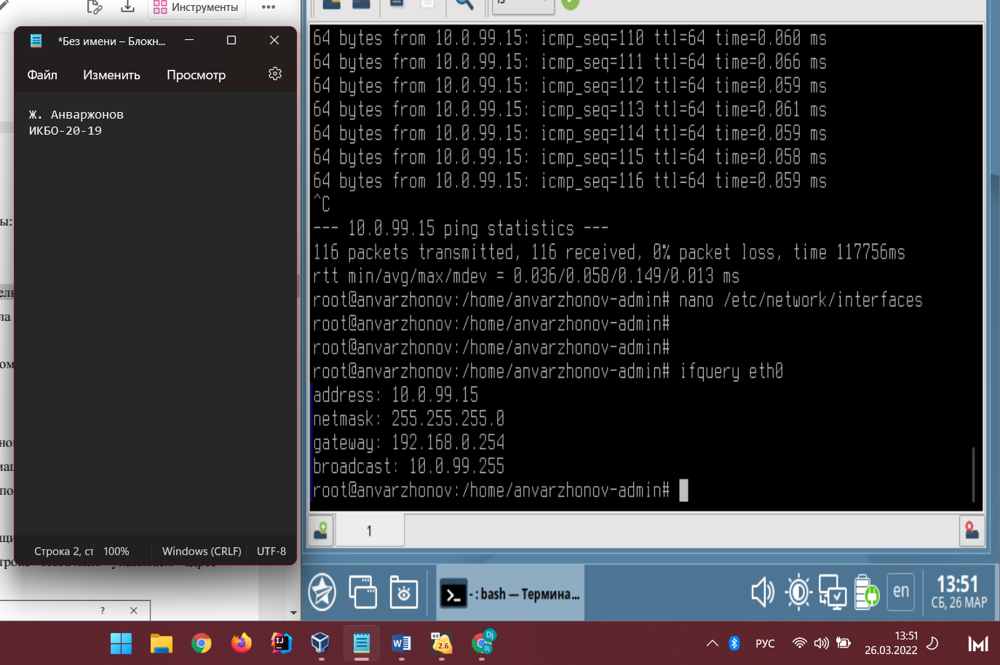 Инструменты
*Без имени – Блокн...
Файл
Изменить
Просмотр
Ж. Анваржонов
ИКБО-20-19
Строка 2, ст
100%
Windows (CRLF)
UTF-8
64 bytes from 10.0.99.15: icmp_seq=110 ttl=64 time=0.060 ms
64 bytes from 10.0.99.15: icmp_seq=111 ttl=64 time=0.066 ms
64 bytes from 10.0.99.15: icmp_seq=112 ttl=64 time=0.059 ms
64 bytes from 10.0.99.15: icmp_seq=113 ttl=64 time=0.061 ms
64 bytes from 10.0.99.15: icmp_seq=114 ttl=64 time=0.059 ms
64 bytes from 10.0.99.15: icmp_seq=115 ttl=64 time=0.058 ms
64 bytes from 10.0.99.15: icmp_seq=116 ttl=64 time=0.059 ms
^C
--- 10.0.99.15 ping statistics ---
116 packets transmitted, 116 received, 0% packet loss, time 117756ms
rtt min/avg/max/mdev = 0.036/0.058/0.149/0.013 ms
root@anvarzhonov:/home/anvarzhonov-admin# nano /etc/network/interfaces
root@anvarzhonov:/home/anvarzhonov-admin#
root@anvarzhonov:/home/anvarzhonov-admin#
root@anvarzhonov:/home/anvarzhonov-admin# ifquery eth0
address: 10.0.99.15
netmask: 255.255.255.0
gateway: 192.168.0.254
broadcast: 10.0.99.255
root@anvarzhonov:/home/anvarzhonov-admin#
1
- : bash — Термина...
en
13:51
СБ, 26 МАР
64
2.6
РУС
13:51
26.03.2022